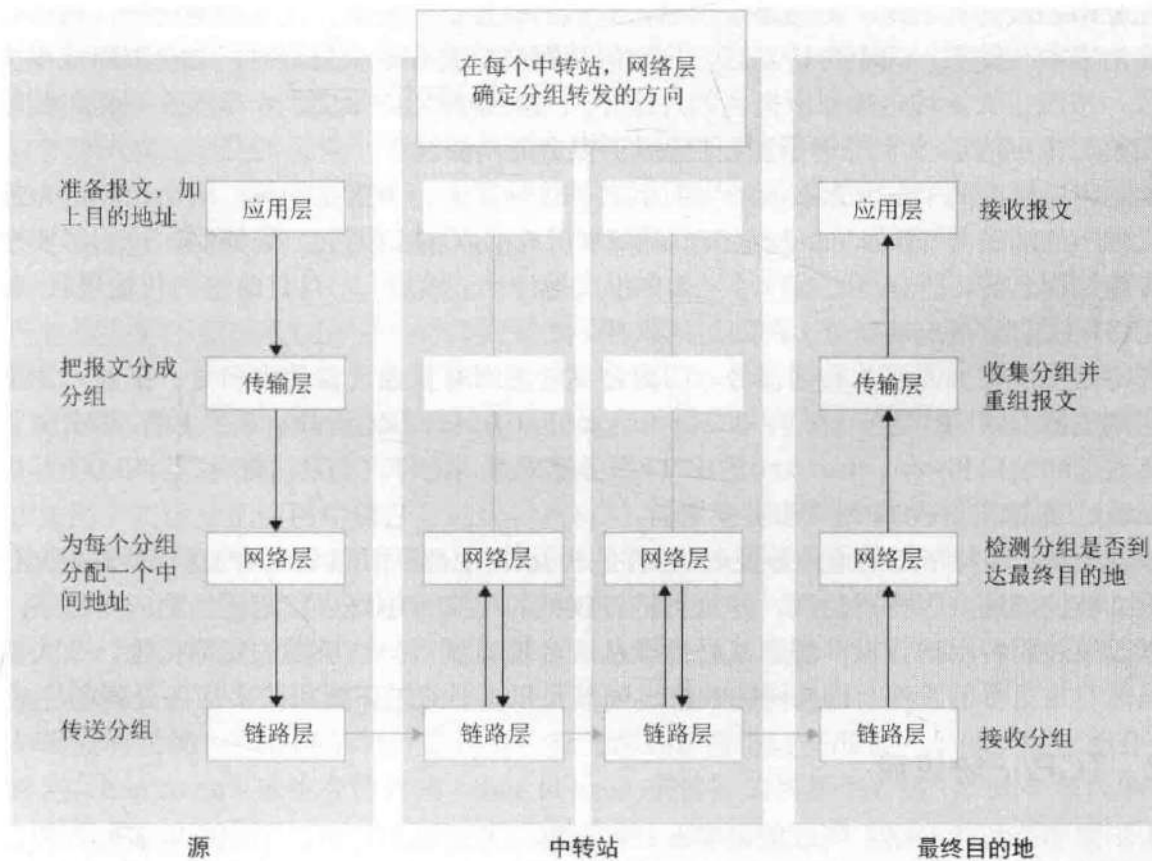 在每个中转站，网络层
确定分组转发的方向
准备报文，加
上目的地址
应用层
应用层
接收报文
把报文分成
分组
传输层
传输层
收集分组并
重组报文
为每个分组
分配一个中
间地址
网络层
网络层
网络层
网络层
检测分组是否到
达最终目的地
传送分组
链路层
链路层
链路层
链路层
接收分组
源
中转站
最终目的地